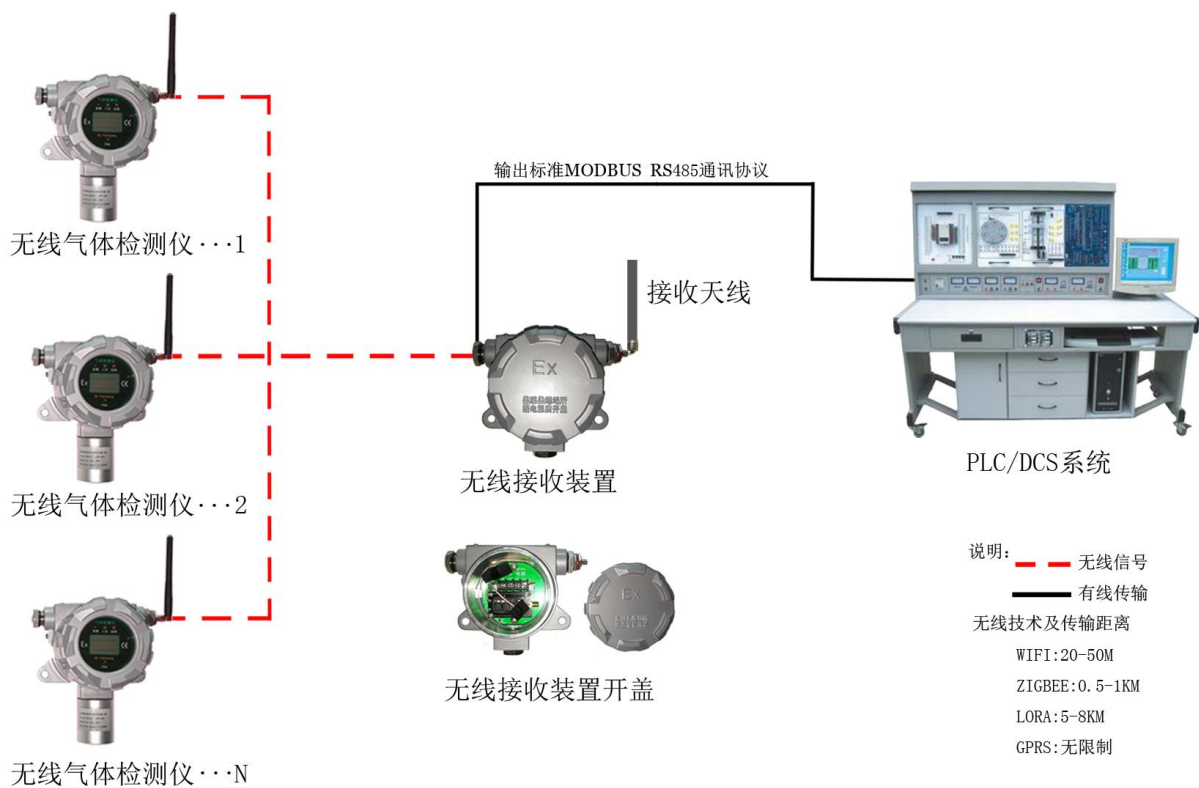 无线气体检测仪···1
无线气体检测仪···2
无线气体检测仪···N
输出标准MODBUS RS485通讯协议
接收天线
Ex
无线接收装置
无线接收装置开盖
PLC/DCS系统
说明:
无线信号
有线传输
无线技术及传输距离
WIFI:20-50M
ZIGBEE:0.5-1KM
LORA:5-8KM
GPRS:无限制